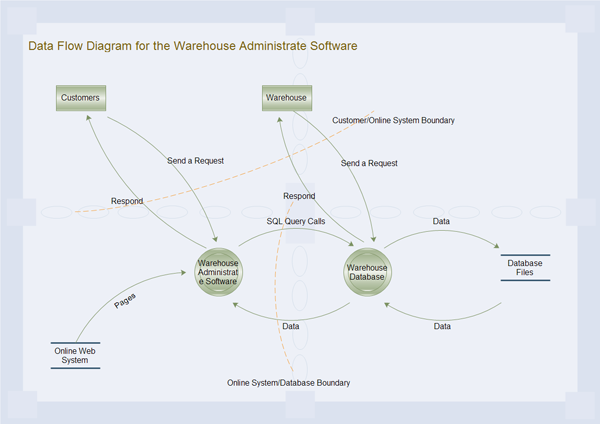 Data Flow Diagram for the Warehouse Administrate Software
Customers
Warehouse
Customer/Online System Boundary
Send a Request
Send a Request
Respond
Respond
SQL Query Calls
Data
Warehouse
Administrat
e Software
Warehouse
Database
Database
Files
Pages
Data
Data
Online Web
System
Online System/Database Boundary